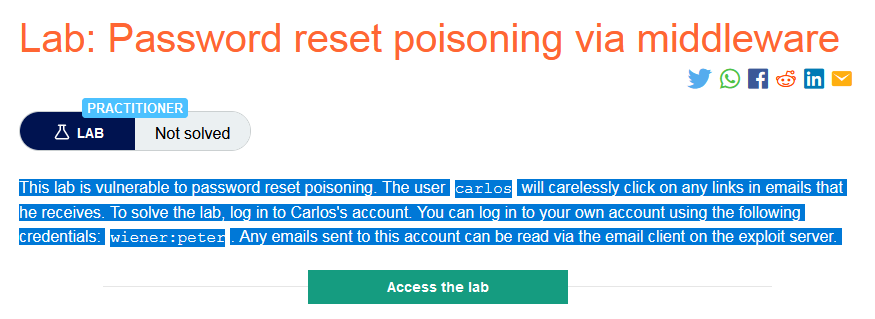 Lab: Password reset poisoning via middleware
PRACTITIONER
LAB Not solved
This lab is vulnerable to password reset poisoning. The user carlos will carelessly click on any links in emails that
he receives. To solve the lab, log in to Carlos's account. You can log in to your own account using the following
credentials: wiener:peter . Any emails sent to this account can be read via the email client on the exploit server.
Access the lab